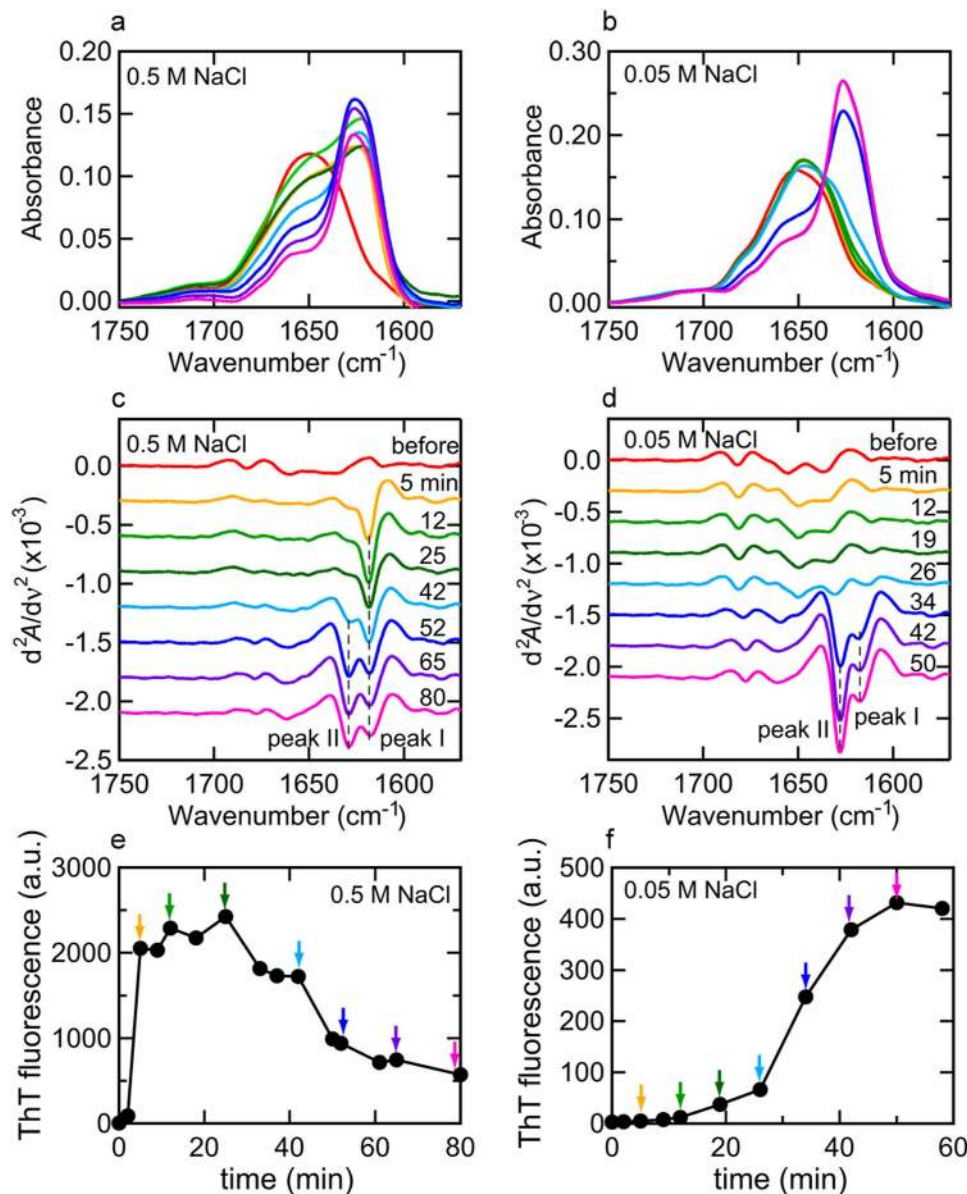 a
0.5 M NaCl
0.20
0.15
0.10
0.05
0.00
Absorbance
1750 1700 1650 1600
Wavenumber (cm⁻¹)
b
0.05 M NaCl
0.30
0.20
0.10
0.00
Absorbance
1750 1700 1650 1600
Wavenumber (cm⁻¹)
c
0.5 M NaCl
before
5 min
12
25
42
52
65
80
peak II
peak I
0.0
-0.5
-1.0
-1.5
-2.0
-2.5
d²A/dν² (x10⁻³)
1750 1700 1650 1600
Wavenumber (cm⁻¹)
d
0.05 M NaCl
before
5 min
12
19
26
34
42
50
peak II
peak I
0.0
-0.5
-1.0
-1.5
-2.0
-2.5
d²A/dν² (x10⁻³)
1750 1700 1650 1600
Wavenumber (cm⁻¹)
e
0.5 M NaCl
3000
2000
1000
0
ThT fluorescence (a.u.)
0 20 40 60 80
time (min)
f
0.05 M NaCl
500
400
300
200
100
0
ThT fluorescence (a.u.)
0 20 40 60
time (min)